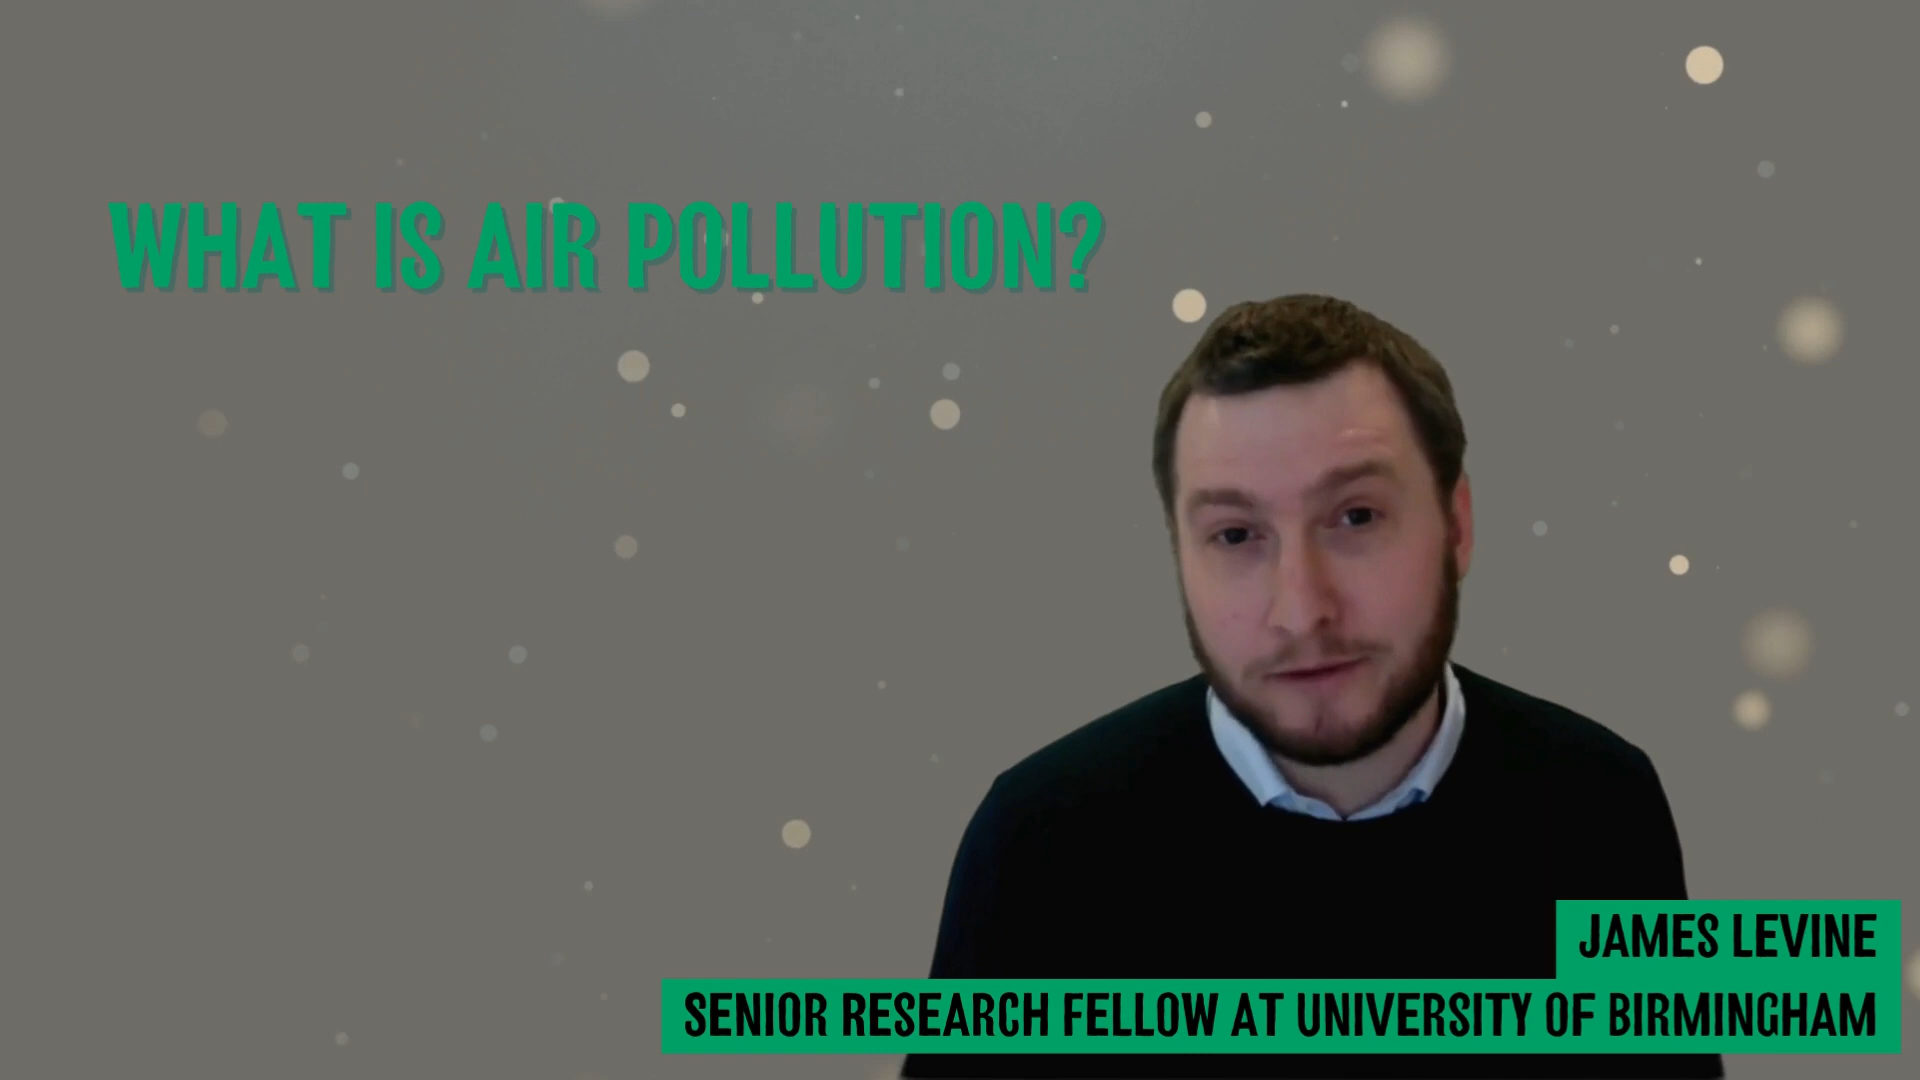 WHAT IS AIR POLLUTION?
JAMES LEVINE
SENIOR RESEARCH FELLOW AT UNIVERSITY OF BIRMINGHAM